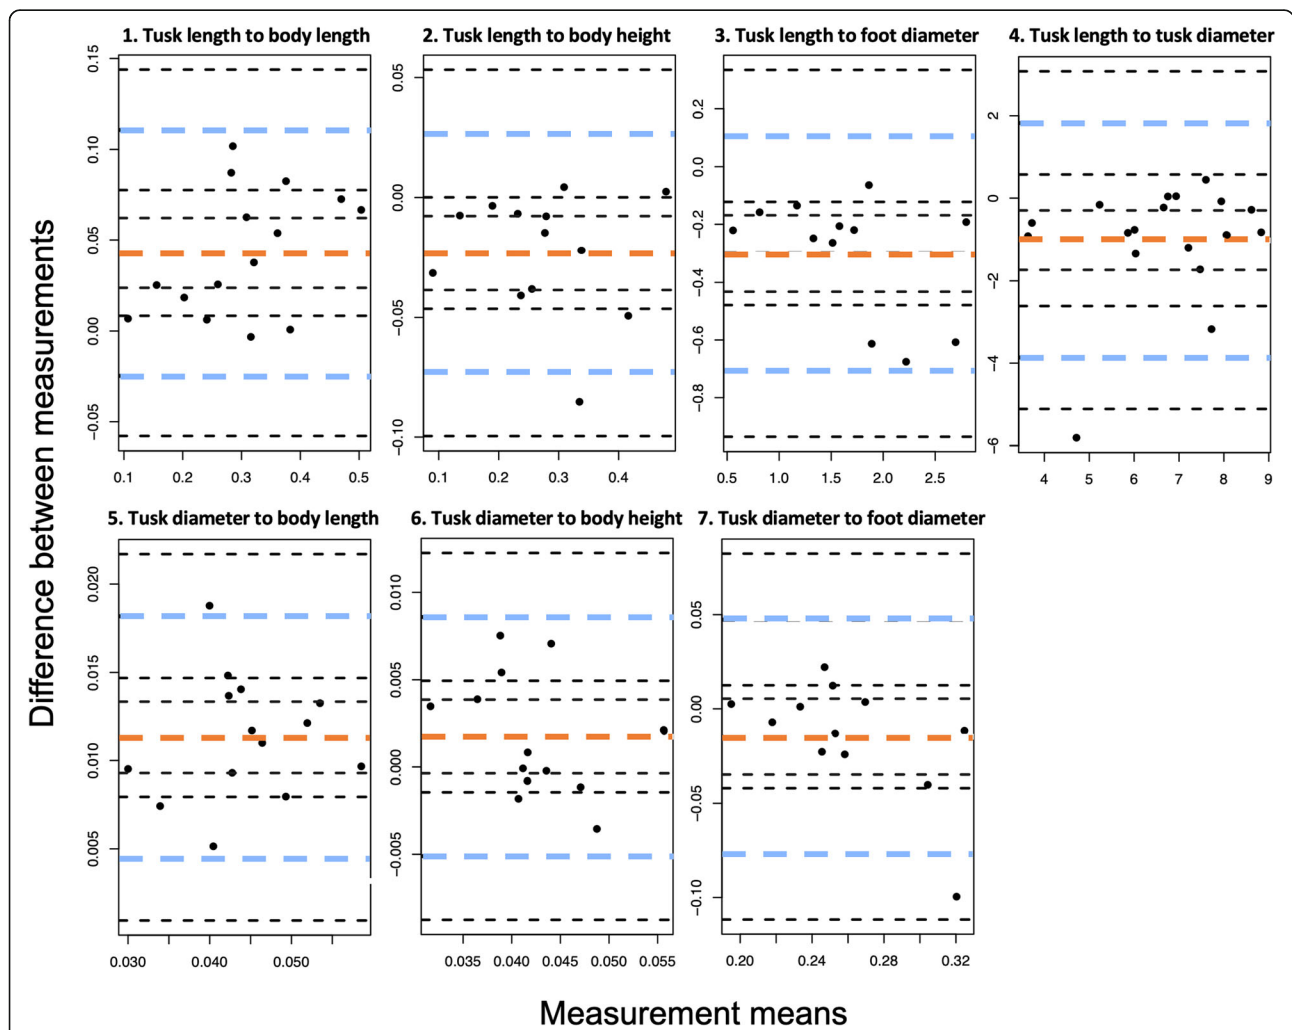 1. Tusk length to body length
2. Tusk length to body height
3. Tusk length to foot diameter
4. Tusk length to tusk diameter
0.15
0.10
0.05
0.00
−0.05
0.1 0.2 0.3 0.4 0.5
0.05
0.00
−0.05
−0.10
0.1 0.2 0.3 0.4
0.2
0.0
−0.2
−0.4
−0.6
−0.8
0.5 1.0 1.5 2.0 2.5
2
0
−2
−4
6
4 5 6 7 8 9
Difference between measurements
5. Tusk diameter to body length
6. Tusk diameter to body height
7. Tusk diameter to foot diameter
0.020
0.015
0.010
0.005
0.030 0.040 0.050
0.010
0.005
0.000
−0.005
0.035 0.040 0.045 0.050 0.055
0.05
0.00
−0.05
−0.10
0.20 0.24 0.28 0.32
Measurement means